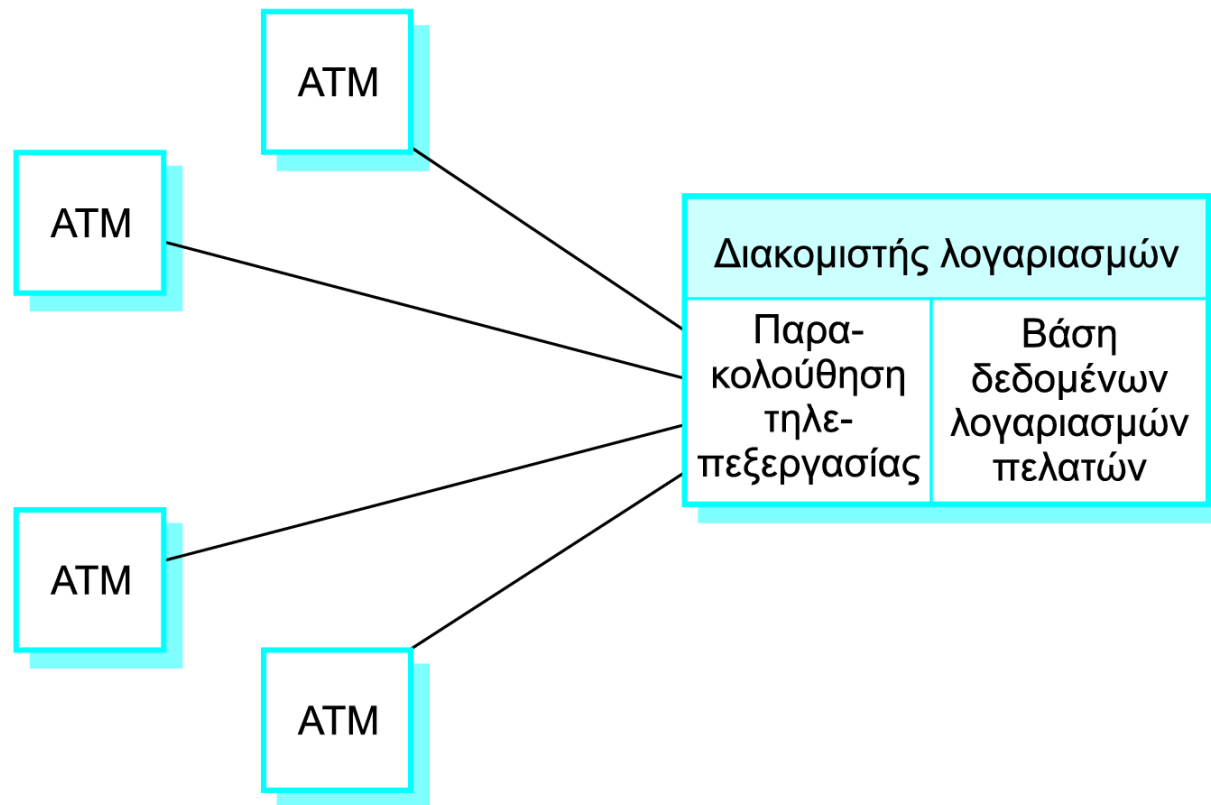 ATM
ATM
Διακομιστής λογαριασμών
Παρα-
κολούθηση
τηλε-
πεξεργασίας
Βάση
δεδομένων
λογαριασμών
πελατών
ATM
ATM